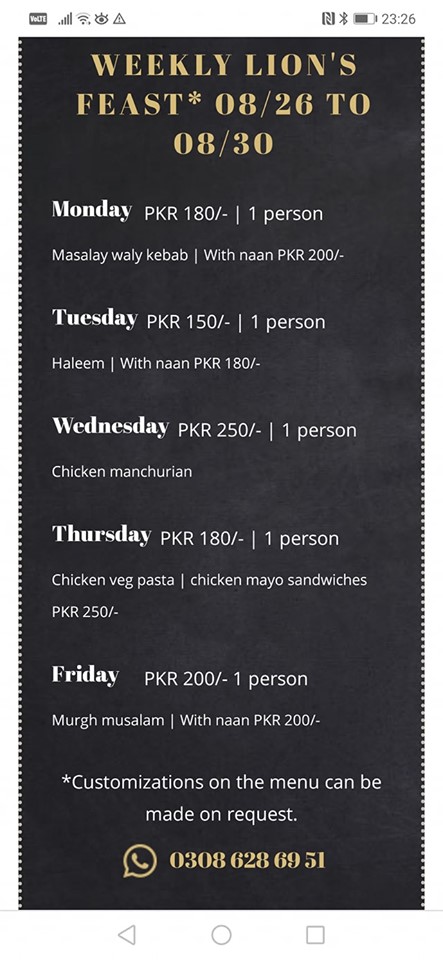 VoLTE 23:26
WEEKLY LION'S
FEAST* 08/26 TO
08/30
Monday PKR 180/- | 1 person
Masalay waly kebab | With naan PKR 200/-
Tuesday PKR 150/- | 1 person
Haleem | With naan PKR 180/-
Wednesday PKR 250/- | 1 person
Chicken manchurian
Thursday PKR 180/- | 1 person
Chicken veg pasta | chicken mayo sandwiches
PKR 250/-
Friday PKR 200/- 1 person
Murgh musalam | With naan PKR 200/-
*Customizations on the menu can be
made on request.
0308 628 69 51